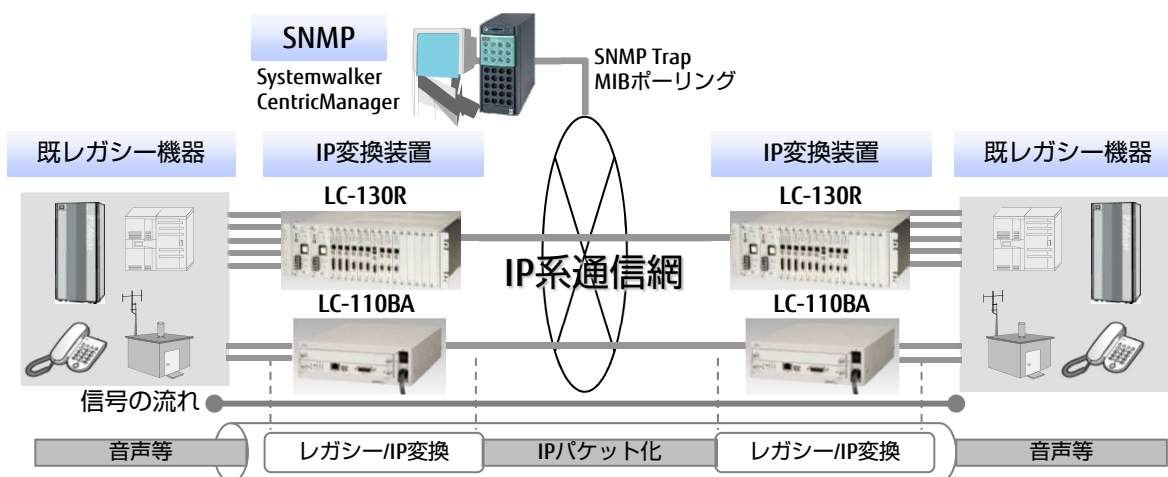 SNMP
Systemwalker
CentricManager
SNMP Trap
MIBポーリング
既レガシー機器
IP変換装置
IP変換装置
既レガシー機器
LC-130R
LC-130R
IP系通信網
LC-110BA
LC-110BA
信号の流れ
音声等
レガシー/IP変換
IPパケット化
レガシー/IP変換
音声等